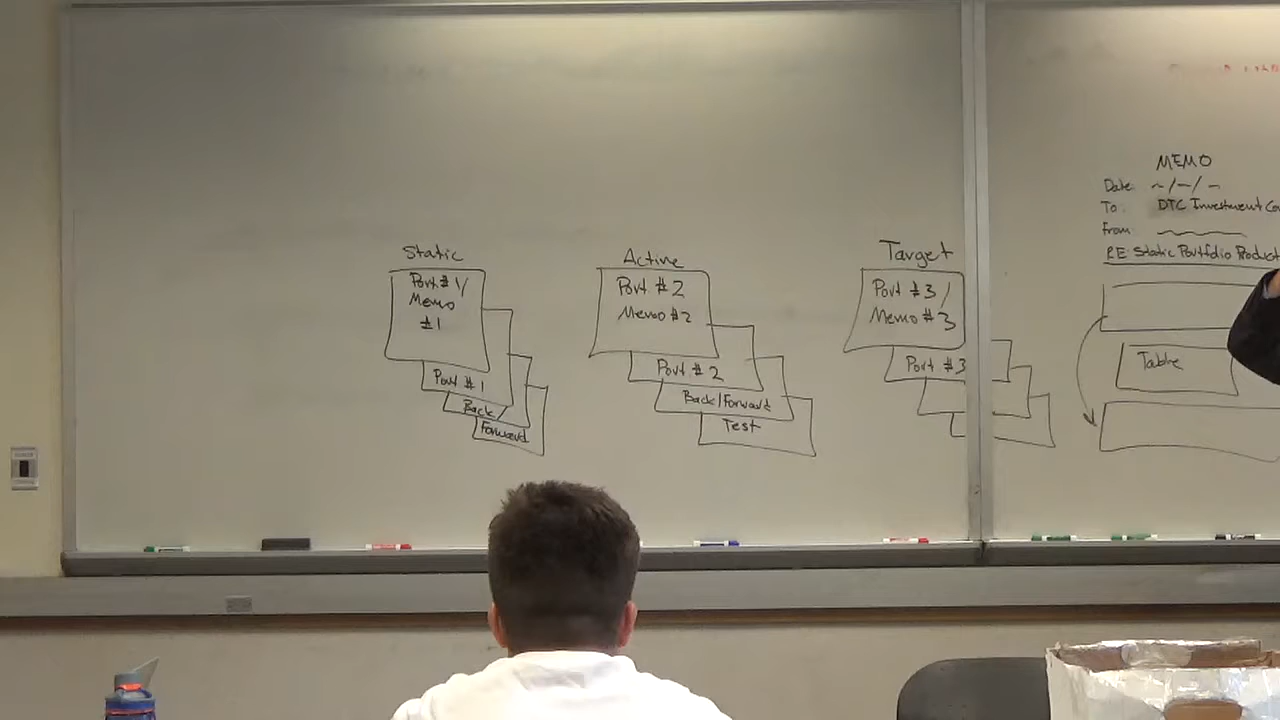 Static
Port #1/
Memo
#1
Port #1
Back/
Forward
Active
Port #2
Memo #2
Port #2
Back/Forward
Test
Target
Port #3/
Memo #3
Port #3
MEMO
Date: ~/~/~
To: DTC Investment Co
From:
RE: Static Portfolio Product
Table